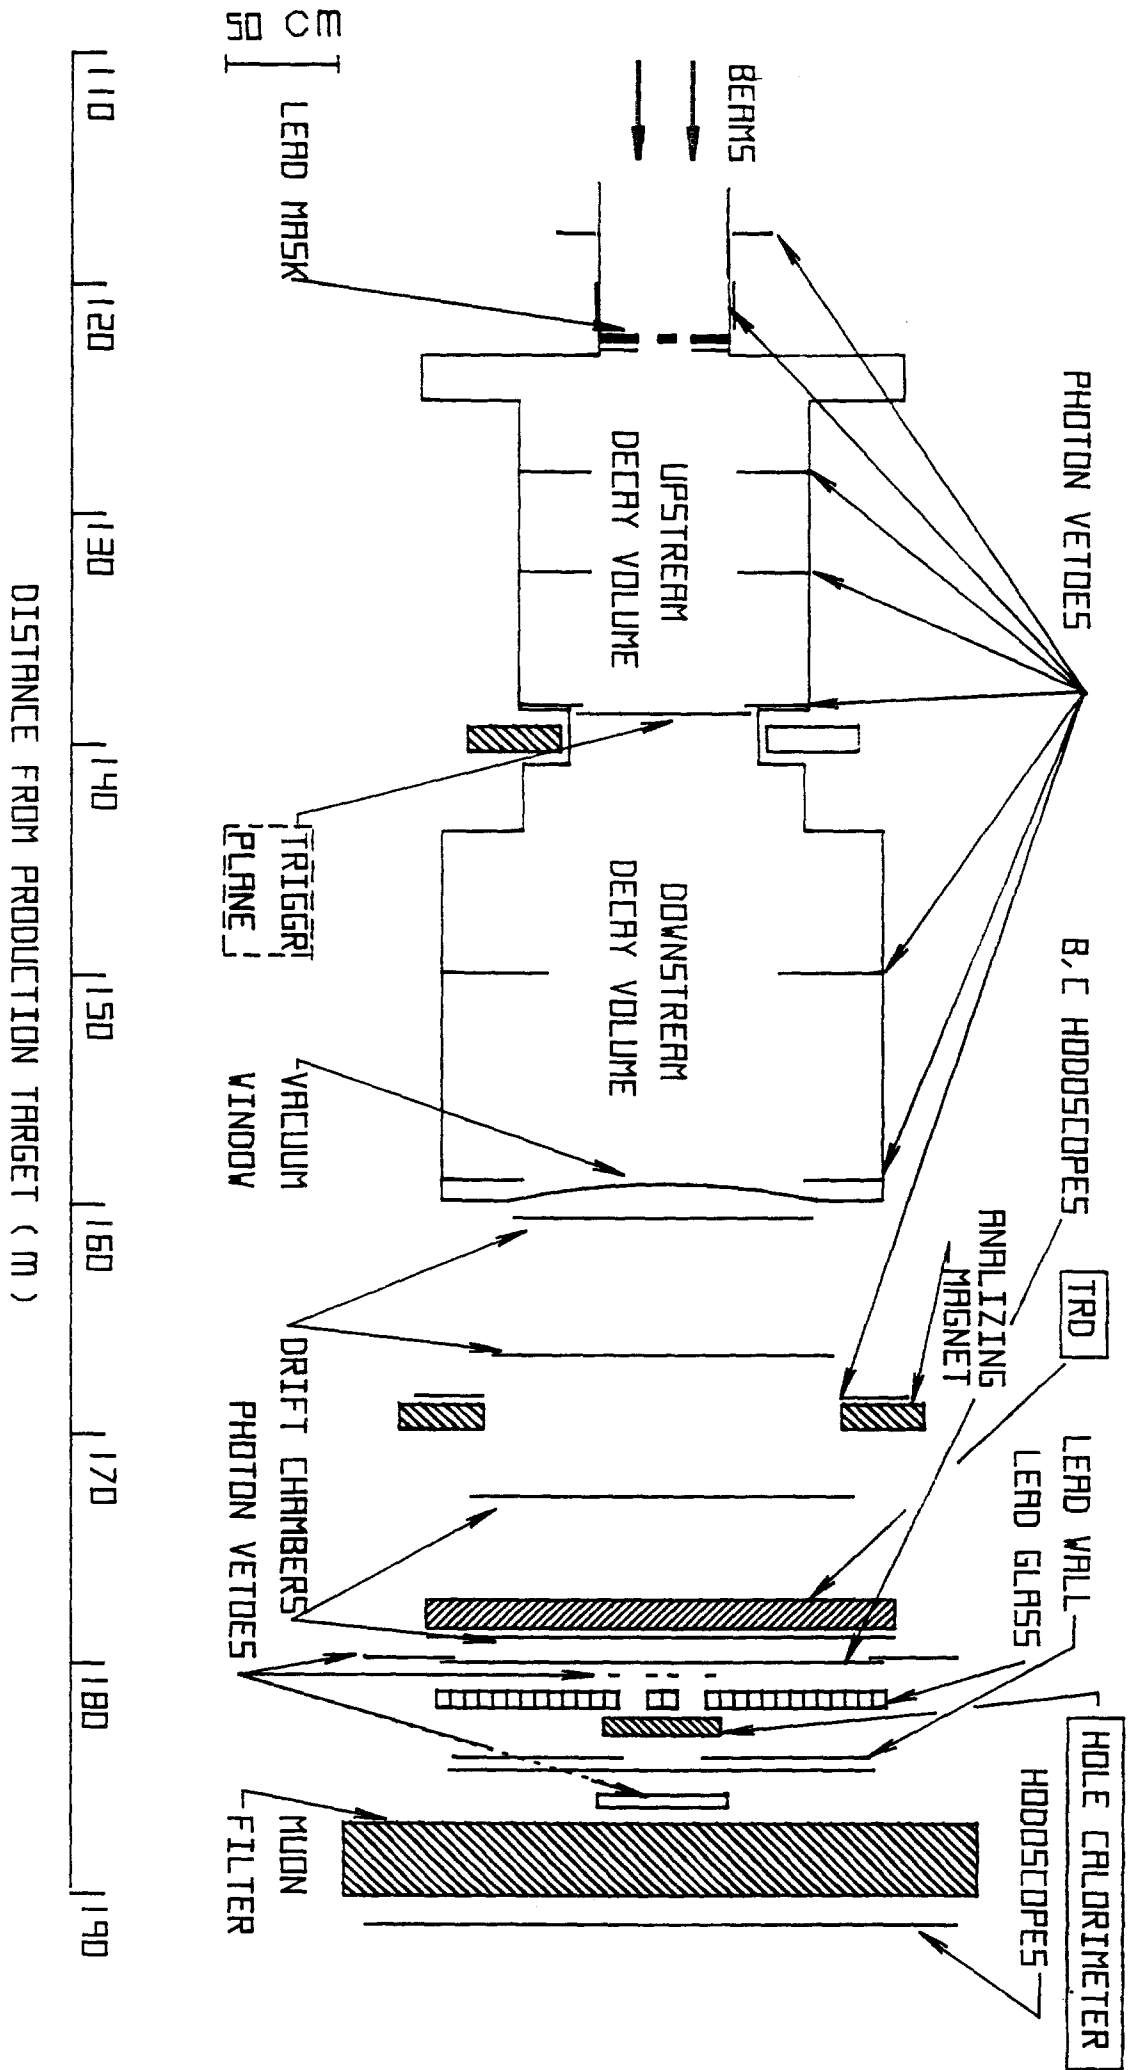 PHOTON VETOES
B,C HODOSCOPES
TRD
ANALIZING
MAGNET
LEAD WALL
LEAD GLASS
HOLE CALORIMETER
HODOSCOPES
BEAMS
UPSTREAM
DECAY VOLUME
DOWNSTREAM
DECAY VOLUME
50 CM
LEAD MASK
TRIGGR
PLANE
VACUUM
WINDOW
DRIFT CHAMBERS
PHOTON VETOES
MUON
FILTER
110
120
130
140
150
160
170
180
190
DISTANCE FROM PRODUCTION TARGET (M)